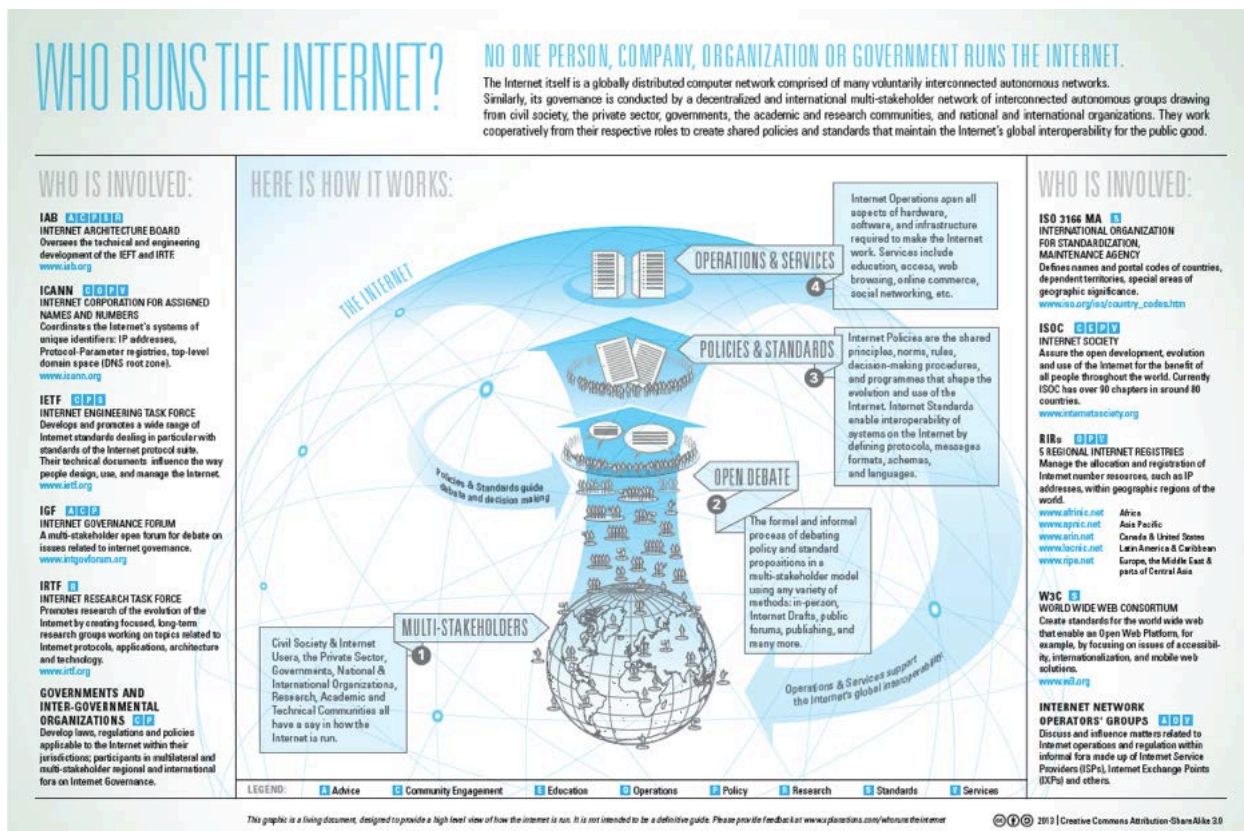 WHO RUNS THE INTERNET?
NO ONE PERSON, COMPANY, ORGANIZATION OR GOVERNMENT RUNS THE INTERNET.
The Internet itself is a globally distributed computer network comprised of many voluntarily interconnected autonomous networks.
Similarly, its governance is conducted by a decentralized and international multi-stakeholder network of interconnected autonomous groups drawing
from civil society, the private sector, governments, the academic and research communities, and national and international organizations. They work
cooperatively from their respective roles to create shared policies and standards that maintain the Internet's global interoperability for the public good.
WHO IS INVOLVED:
IAB A C P E R
INTERNET ARCHITECTURE BOARD
Oversees the technical and engineering
development of the IEFT and IRTF.
www.iab.org
ICANN C O P V
INTERNET CORPORATION FOR ASSIGNED
NAMES AND NUMBERS
Coordinates the Internet's systems of
unique identifiers: IP addresses,
Protocol-Parameter registries, top-level
domain space (DNS root zone).
www.icann.org
IETF C P S
INTERNET ENGINEERING TASK FORCE
Develops and promotes a wide range of
Internet standards dealing in particular with
standards of the Internet protocol suite.
Their technical documents influence the way
people design, use, and manage the Internet.
www.ietf.org
IGF A C P
INTERNET GOVERNANCE FORUM
A multi-stakeholder open forum for debate on
issues related to internet governance.
www.intgovforum.org
IRTF R
INTERNET RESEARCH TASK FORCE
Promotes research of the evolution of the
Internet by creating focused, long-term
research groups working on topics related to
Internet protocols, applications, architecture
and technology.
www.irtf.org
GOVERNMENTS AND
INTER-GOVERNMENTAL
ORGANIZATIONS C P
Develop laws, regulations and policies
applicable to the Internet within their
jurisdictions; participants in multilateral and
multi-stakeholder regional and international
fora on Internet Governance.
HERE IS HOW IT WORKS:
THE INTERNET
OPERATIONS & SERVICES
4
Internet Operations span all
aspects of hardware,
software, and infrastructure
required to make the Internet
work. Services include
education, access, web
browsing, online commerce,
social networking, etc.
POLICIES & STANDARDS
3
Internet Policies are the shared
principles, norms, rules,
decision-making procedures,
and programmes that shape the
evolution and use of the
Internet. Internet Standards
enable interoperability of
systems on the Internet by
defining protocols, messages
formats, schemas,
and languages.
Policies & Standards guide
debate and decision making
OPEN DEBATE
2
The formal and informal
process of debating
policy and standard
propositions in a
multi-stakeholder model
using any variety of
methods: in-person,
Internet Drafts, public
forums, publishing, and
many more.
MULTI-STAKEHOLDERS
1
Civil Society & Internet
Users, the Private Sector,
Governments, National &
International Organizations,
Research, Academic and
Technical Communities all
have a say in how the
Internet is run.
Operations & Services support
the Internet's global interoperability.
WHO IS INVOLVED:
ISO 3166 MA S
INTERNATIONAL ORGANIZATION
FOR STANDARDIZATION,
MAINTENANCE AGENCY
Defines names and postal codes of countries,
dependent territories, special areas of
geographic significance.
www.iso.org/iso/country_codes.htm
ISOC C E P V
INTERNET SOCIETY
Assure the open development, evolution
and use of the Internet for the benefit of
all people throughout the world. Currently
ISOC has over 90 chapters in around 80
countries.
www.internetsociety.org
RIRs O P V
5 REGIONAL INTERNET REGISTRIES
Manage the allocation and registration of
Internet number resources, such as IP
addresses, within geographic regions of the
world.
www.afrinic.net Africa
www.apnic.net Asia Pacific
www.arin.net Canada & United States
www.lacnic.net Latin America & Caribbean
www.ripe.net Europe, the Middle East &
parts of Central Asia
W3C S
WORLD WIDE WEB CONSORTIUM
Create standards for the world wide web
that enable an Open Web Platform, for
example, by focusing on issues of accessibil-
ity, internationalization, and mobile web
solutions.
www.w3.org
INTERNET NETWORK
OPERATORS' GROUPS A O V
Discuss and influence matters related to
Internet operations and regulation within
informal fora made up of Internet Service
Providers (ISPs), Internet Exchange Points
(IXPs) and others.
LEGEND: A Advice C Community Engagement E Education O Operations P Policy R Research S Standards V Services
This graphic is a living document, designed to provide a high level view of how the internet is run. It is not intended to be a definitive guide. Please provide feedback at www.xplanations.com/whorunstheinternet
2013 | Creative Commons Attribution-ShareAlike 3.0